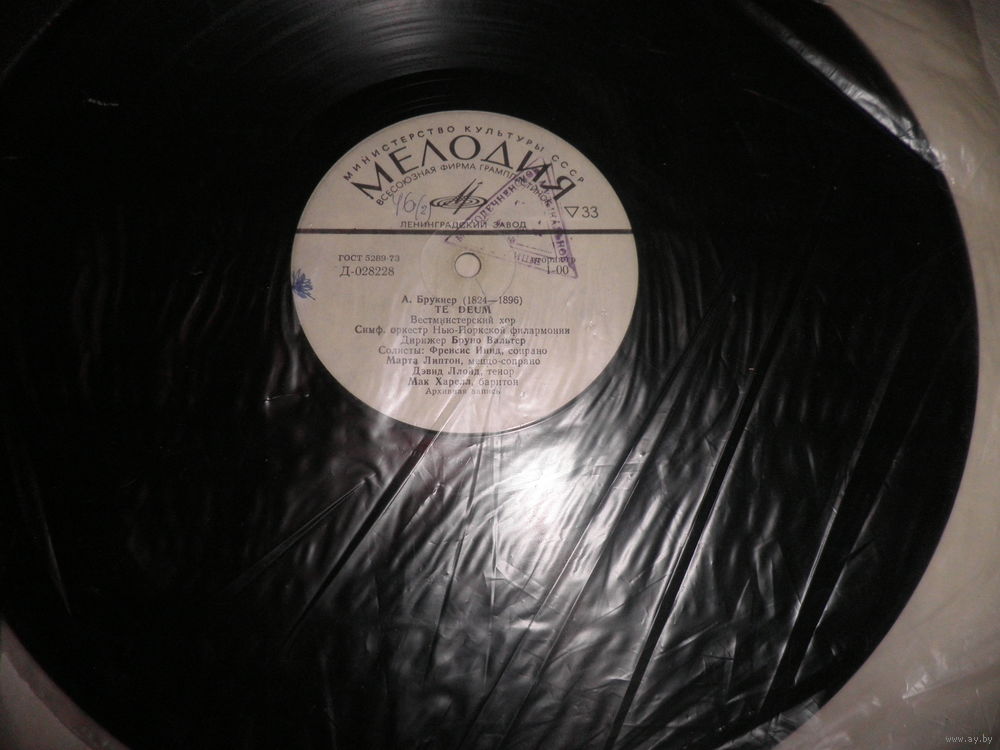 МИНИСТЕРСТВО КУЛЬТУРЫ СССР
МЕЛОДИЯ
ВСЕСОЮЗНАЯ ФИРМА ГРАМПЛАСТИНОК
ЛЕНИНГРАДСКИЙ ЗАВОД
▽33
ГОСТ 5289-73
Д-028228
1-00
А. Брукнер (1824—1896)
TE DEUM
Вестминстерский хор
Симф. оркестр Нью-Йоркской филармонии
Дирижер Бруно Вальтер
Солисты: Френсис Иинд, сопрано
Марта Липтон, меццо-сопрано
Дэвид Ллойд, тенор
Мак Харелл, баритон
Архивная запись
www.ay.by